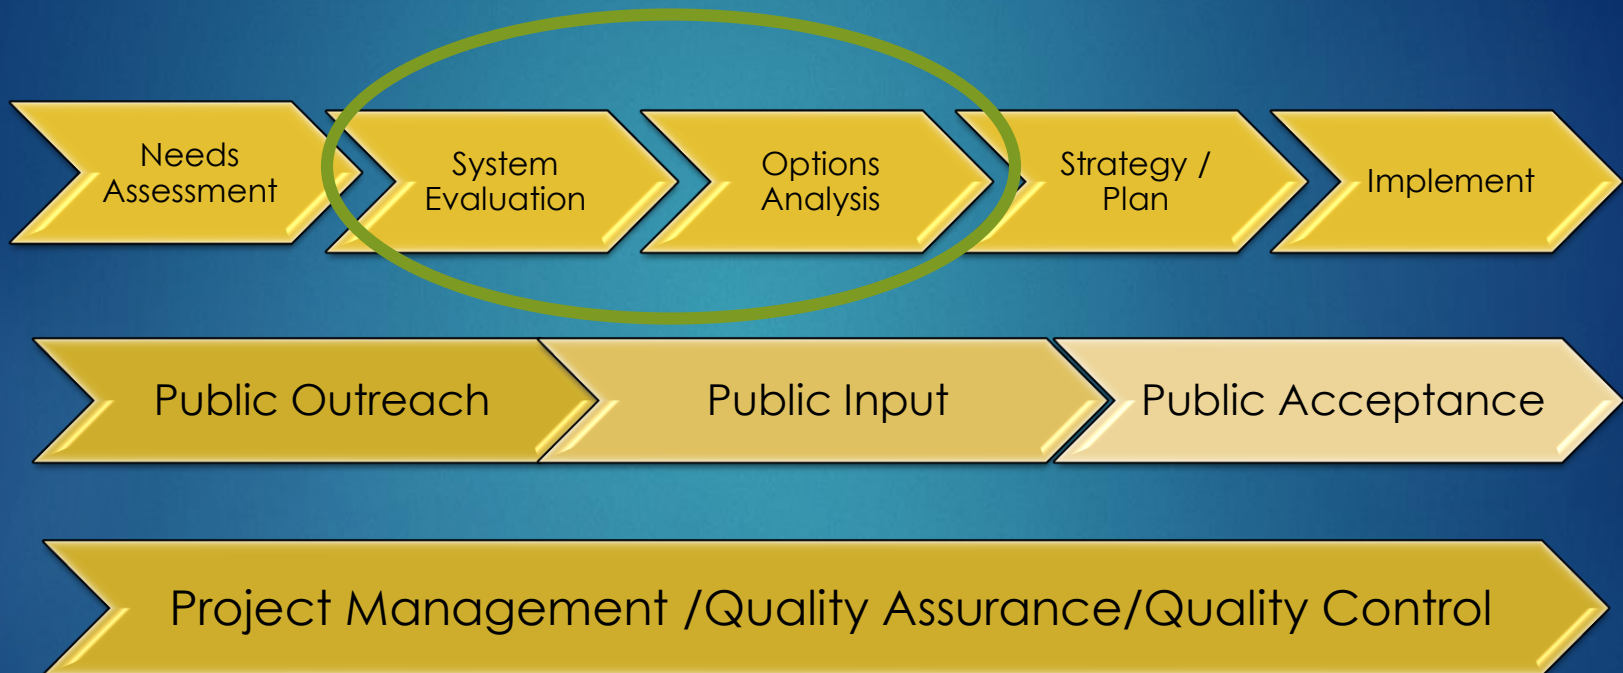 Needs
Assessment
System
Evaluation
Options
Analysis
Strategy /
Plan
Implement
Public Outreach
Public Input
Public Acceptance
Project Management /Quality Assurance/Quality Control